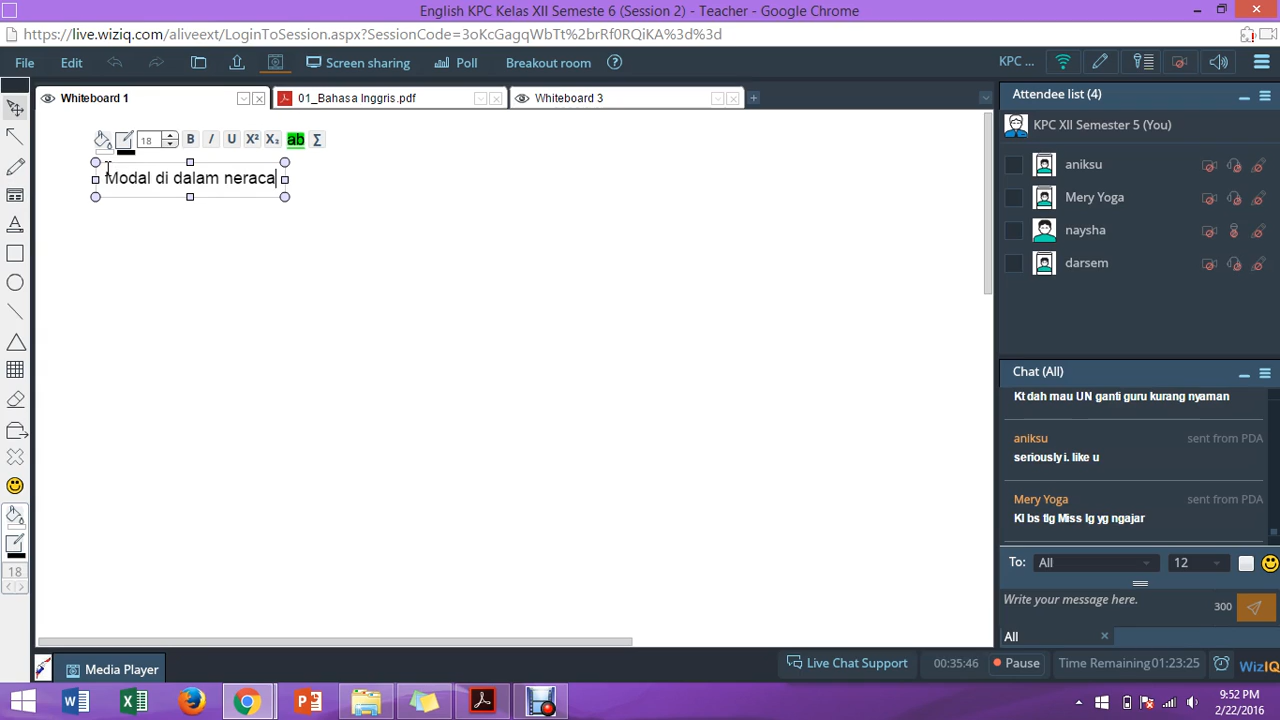 English KPC Kelas XII Semeste 6 (Session 2) - Teacher - Google Chrome
https://live.wiziq.com/aliveext/LoginToSession.aspx?SessionCode=3oKcGagqWbTt%2brRf0RQiKA%3d%3d
File Edit Screen sharing Poll Breakout room ? KPC ...
Whiteboard 1 01_Bahasa Inggris.pdf Whiteboard 3
Attendee list (4)
18 B I U X² X₂ ab Σ
KPC XII Semester 5 (You)
Modal di dalam neraca
aniksu
Mery Yoga
naysha
darsem
Chat (All)
Kt dah mau UN ganti guru kurang nyaman
aniksu sent from PDA
seriously i. like u
Mery Yoga sent from PDA
Kl bs tlg Miss lg yg ngajar
To: All 12
18
Write your message here. 300
All
Media Player Live Chat Support 00:35:46 Pause Time Remaining 01:23:25 WizIQ
9:52 PM
2/22/2016